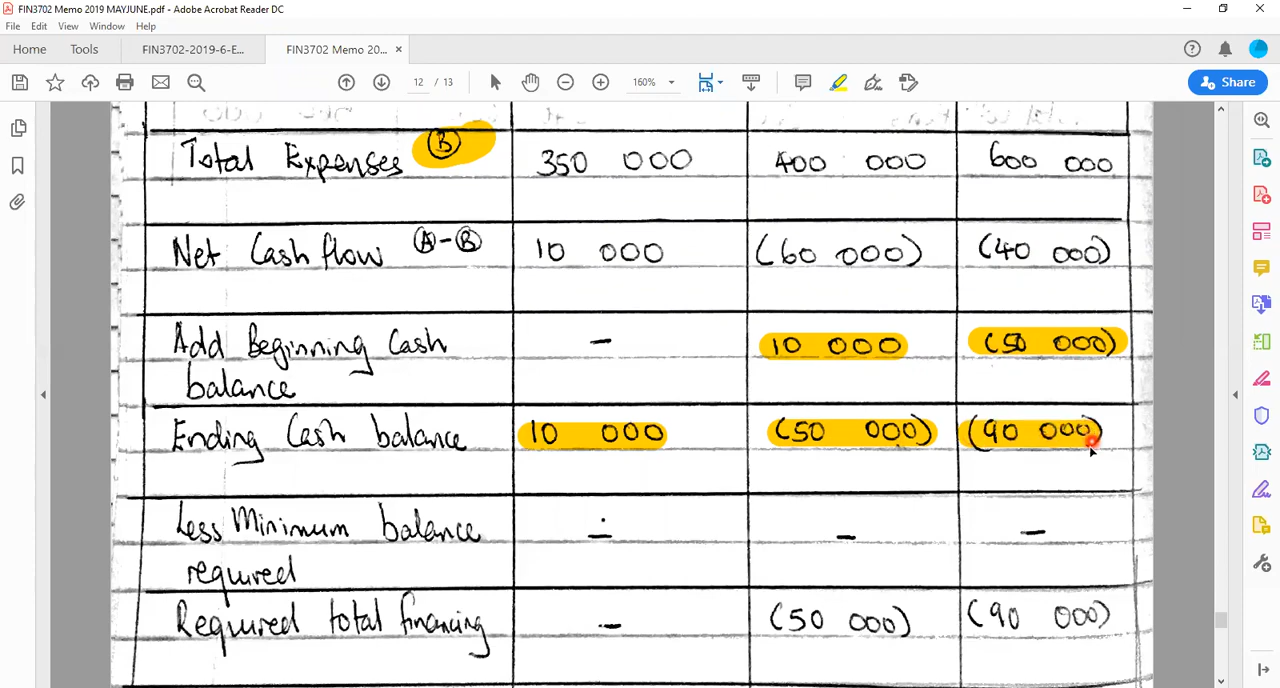 FIN3702 Memo 2019 MAYJUNE.pdf - Adobe Acrobat Reader DC
File Edit View Window Help
Home Tools FIN3702-2019-6-E... FIN3702 Memo 20... ×
12 / 13 160% Share
Total Expenses (B) 350 000 400 000 600 000
Net Cash flow (A)-(B) 10 000 (60 000) (40 000)
Add Beginning Cash - 10 000 (50 000)
balance
Ending Cash balance 10 000 (50 000) (90 000)
Less Minimum balance - - -
required
Required total financing - (50 000) (90 000)